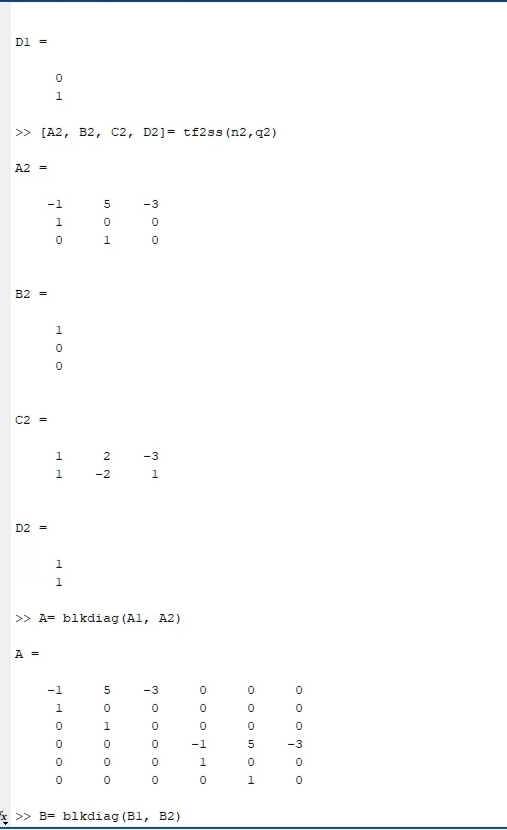 D1 =
0
1
>> [A2, B2, C2, D2]= tf2ss(n2,q2)
A2 =
-1 5 -3
1 0 0
0 1 0
B2 =
1
0
0
C2 =
1 2 -3
1 -2 1
D2 =
1
1
>> A= blkdiag(A1, A2)
A =
-1 5 -3 0 0 0
1 0 0 0 0 0
0 1 0 0 0 0
0 0 0 -1 5 -3
0 0 0 1 0 0
0 0 0 0 1 0
fx >> B= blkdiag(B1, B2)